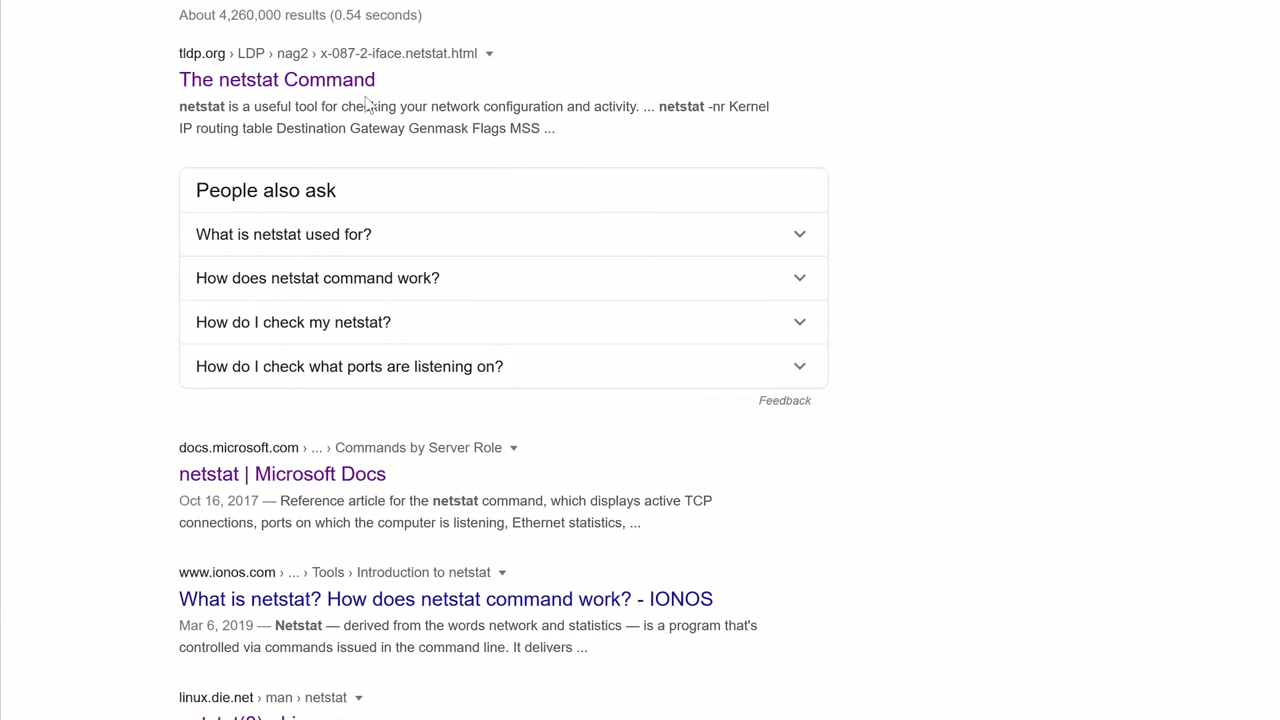 About 4,260,000 results (0.54 seconds)
tldp.org › LDP › nag2 › x-087-2-iface.netstat.html
The netstat Command
netstat is a useful tool for checking your network configuration and activity. ... netstat -nr Kernel
IP routing table Destination Gateway Genmask Flags MSS ...
People also ask
What is netstat used for?
How does netstat command work?
How do I check my netstat?
How do I check what ports are listening on?
Feedback
docs.microsoft.com › ... › Commands by Server Role
netstat | Microsoft Docs
Oct 16, 2017 — Reference article for the netstat command, which displays active TCP
connections, ports on which the computer is listening, Ethernet statistics, ...
www.ionos.com › ... › Tools › Introduction to netstat
What is netstat? How does netstat command work? - IONOS
Mar 6, 2019 — Netstat — derived from the words network and statistics — is a program that's
controlled via commands issued in the command line. It delivers ...
linux.die.net › man › netstat